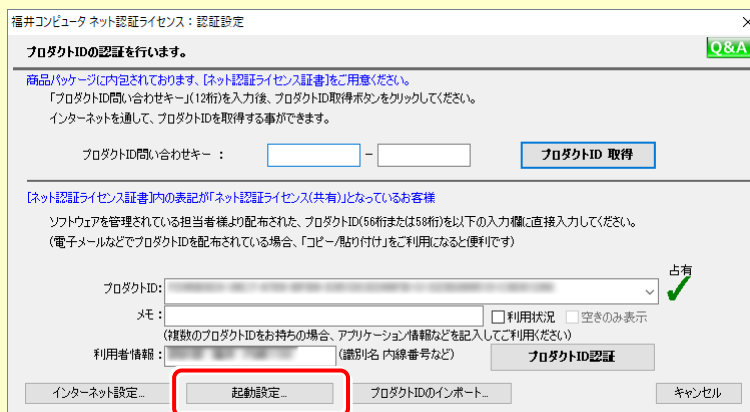 福井コンピュータ ネット認証ライセンス：認証設定
プロダクトIDの認証を行います。
Q&A
商品パッケージに内包されております、[ネット認証ライセンス証書]をご用意ください。
「プロダクトID問い合わせキー」(12桁)を入力後、プロダクトID取得ボタンをクリックしてください。
インターネットを通して、プロダクトIDを取得する事ができます。
プロダクトID問い合わせキー ： － プロダクトID 取得
[ネット認証ライセンス証書]内の表記が「ネット認証ライセンス(共有)」となっているお客様
ソフトウェアを管理されている担当者様より配布された、プロダクトID(56桁または58桁)を以下の入力欄に直接入力してください。
(電子メールなどでプロダクトIDを配布されている場合、「コピー/貼り付け」をご利用になると便利です)
占有
プロダクトID:
メモ： 利用状況 空きのみ表示
(複数のプロダクトIDをお持ちの場合、アプリケーション情報などを記入してご利用ください)
利用者情報： (識別名 内線番号など) プロダクトID認証
インターネット設定... 起動設定... プロダクトIDのインポート... キャンセル